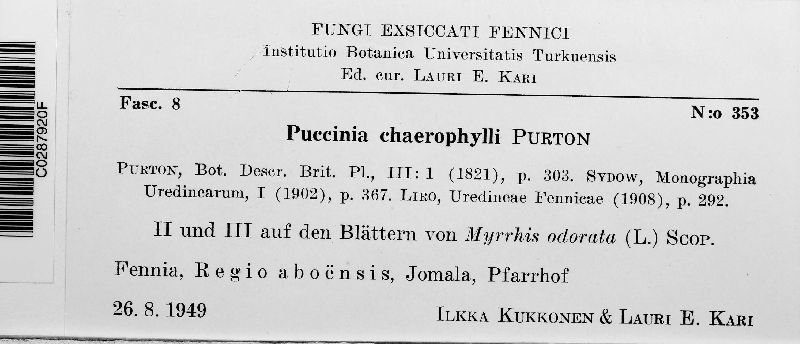 FUNGI EXSICCATI FENNICI
Institutio Botanica Universitatis Turkuensis
Ed. cur. LAURI E. KARI
Fasc. 8 N:o 353
Puccinia chaerophylli PURTON
PURTON, Bot. Descr. Brit. Pl., III: 1 (1821), p. 303. SYDOW, Monographia
Uredinearum, I (1902), p. 367. LIRO, Uredineae Fennicae (1908), p. 292.
II und III auf den Blättern von Myrrhis odorata (L.) SCOP.
Fennia, Regio aboënsis, Jomala, Pfarrhof
26. 8. 1949 ILKKA KUKKONEN & LAURI E. KARI
C0287920F